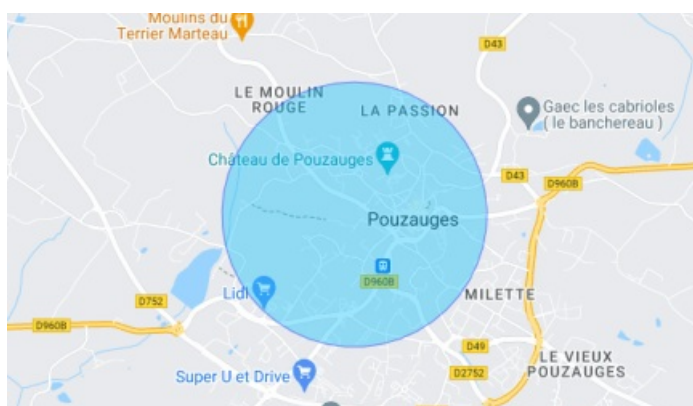 Moulins du
Terrier Marteau
D43
LE MOULIN
ROUGE
LA PASSION
Gaec les cabrioles
( le banchereau )
Château de Pouzauges
D43
D960B
Pouzauges
D960B
Lidl
MILETTE
D752
D960B
D49
LE VIEUX
POUZAUGES
D2752
Super U et Drive